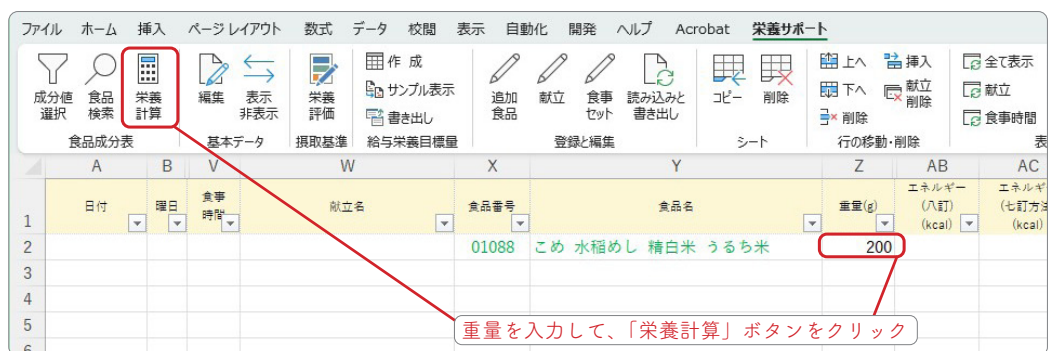 ファイル ホーム 挿入 ページ レイアウト 数式 データ 校閲 表示 自動化 開発 ヘルプ Acrobat 栄養サポート
成分値
選択
食品
検索
栄養
計算
食品成分表
編集
表示
非表示
基本データ
栄養
評価
摂取基準
作 成
サンプル表示
書き出し
給与栄養目標量
追加
食品
献立
食事
セット
読み込みと
書き出し
登録と編集
コピー
削除
シート
上へ
下へ
削除
挿入
献立
削除
行の移動・削除
全て表示
献立
食事時間
表
A B V W X Y Z AB AC
1
日付
曜日
食事
時間
献立名
食品番号
食品名
重量(g)
エネルギー
(八訂)
(kcal)
エネルギ
(七訂方法
(kcal)
2 01088 こめ 水稲めし 精白米 うるち米 200
3
4
5
重量を入力して、「栄養計算」ボタンをクリック
6